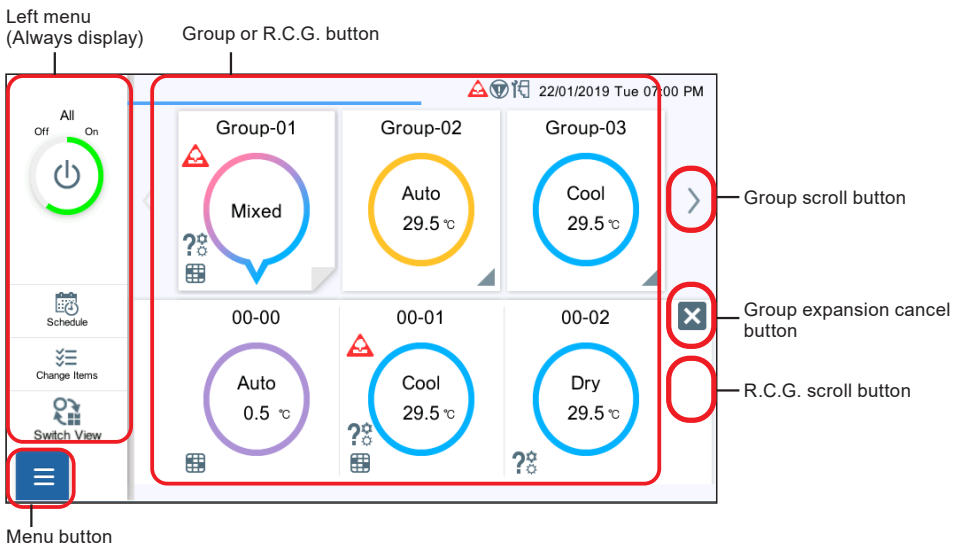 Left menu
(Always display)
Group or R.C.G. button
22/01/2019 Tue 07:00 PM
All
Off On
Group-01
Group-02
Group-03
Mixed
Auto
29.5 ℃
Cool
29.5 ℃
Group scroll button
Schedule
Change Items
Switch View
00-00
00-01
00-02
Auto
0.5 ℃
Cool
29.5 ℃
Dry
29.5 ℃
Group expansion cancel
button
R.C.G. scroll button
Menu button